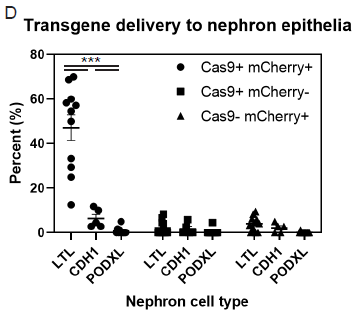 D
Transgene delivery to nephron epithelia
80
60
40
20
0
Percent (%)
***
Cas9+ mCherry+
Cas9+ mCherry-
Cas9- mCherry+
LTL
CDH1
PODXL
LTL
CDH1
PODXL
LTL
CDH1
PODXL
Nephron cell type